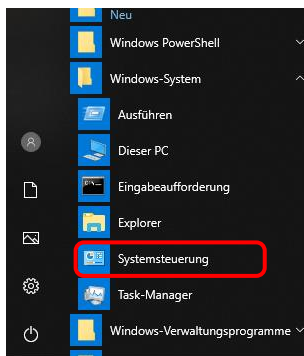 Neu
Windows PowerShell
Windows-System
Ausführen
Dieser PC
Eingabeaufforderung
Explorer
Systemsteuerung
Task-Manager
Windows-Verwaltungsprogramme